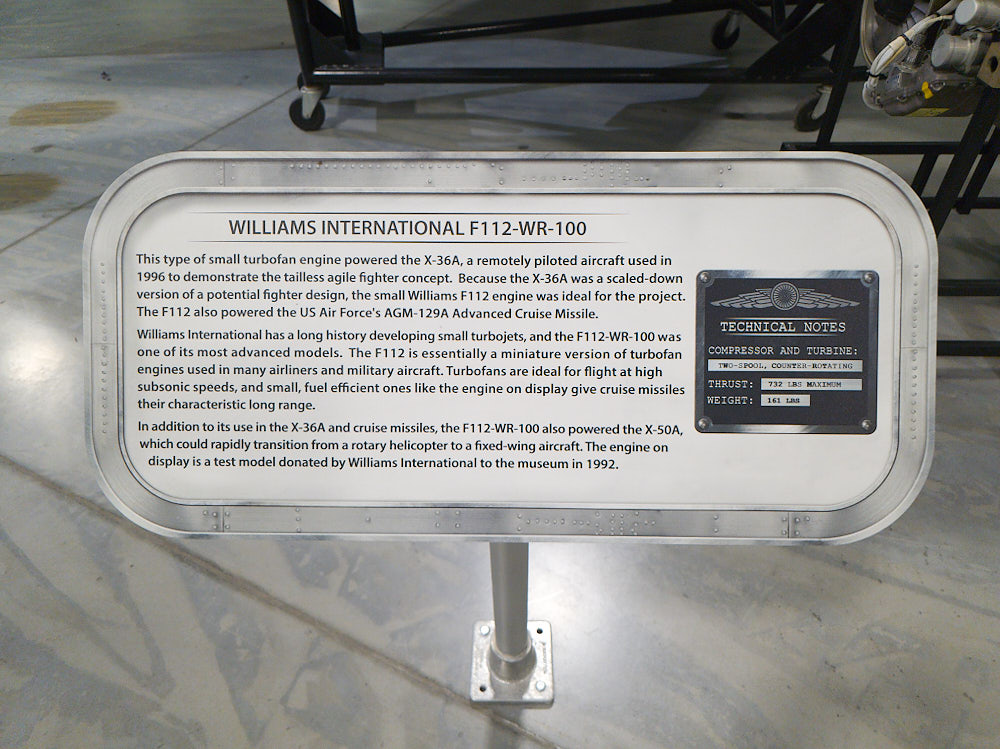 WILLIAMS INTERNATIONAL F112-WR-100
This type of small turbofan engine powered the X-36A, a remotely piloted aircraft used in
1996 to demonstrate the tailless agile fighter concept. Because the X-36A was a scaled-down
version of a potential fighter design, the small Williams F112 engine was ideal for the project.
The F112 also powered the US Air Force's AGM-129A Advanced Cruise Missile.
Williams International has a long history developing small turbojets, and the F112-WR-100 was
one of its most advanced models. The F112 is essentially a miniature version of turbofan
engines used in many airliners and military aircraft. Turbofans are ideal for flight at high
subsonic speeds, and small, fuel efficient ones like the engine on display give cruise missiles
their characteristic long range.
In addition to its use in the X-36A and cruise missiles, the F112-WR-100 also powered the X-50A,
which could rapidly transition from a rotary helicopter to a fixed-wing aircraft. The engine on
display is a test model donated by Williams International to the museum in 1992.
TECHNICAL NOTES
COMPRESSOR AND TURBINE:
TWO-SPOOL, COUNTER-ROTATING
THRUST: 732 LBS MAXIMUM
WEIGHT: 161 LBS